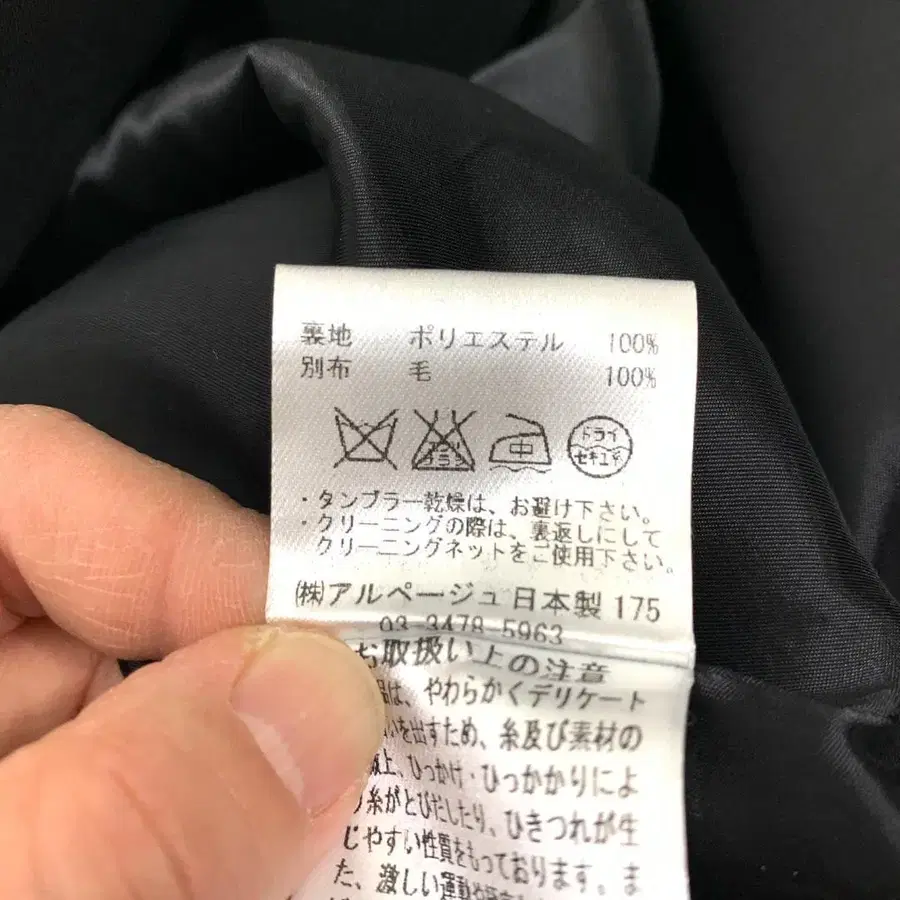 裏地 ポリエステル 100%
別布 毛 100%
中 ドライ
セキユ系
・タンブラー乾燥は、お避け下さい。
・クリーニングの際は、裏返しにして
クリーニングネットをご使用下さい。
㈱アルページュ日本製 175
03-3478-5963
お取扱い上の注意
品は、やわらかくデリケート
いを出すため、糸及び素材の
上、ひっかけ・ひっかかりによ
り糸がとびだしたり、ひきつれが生
じやすい性質をもっております。ま
た、激しい運動や